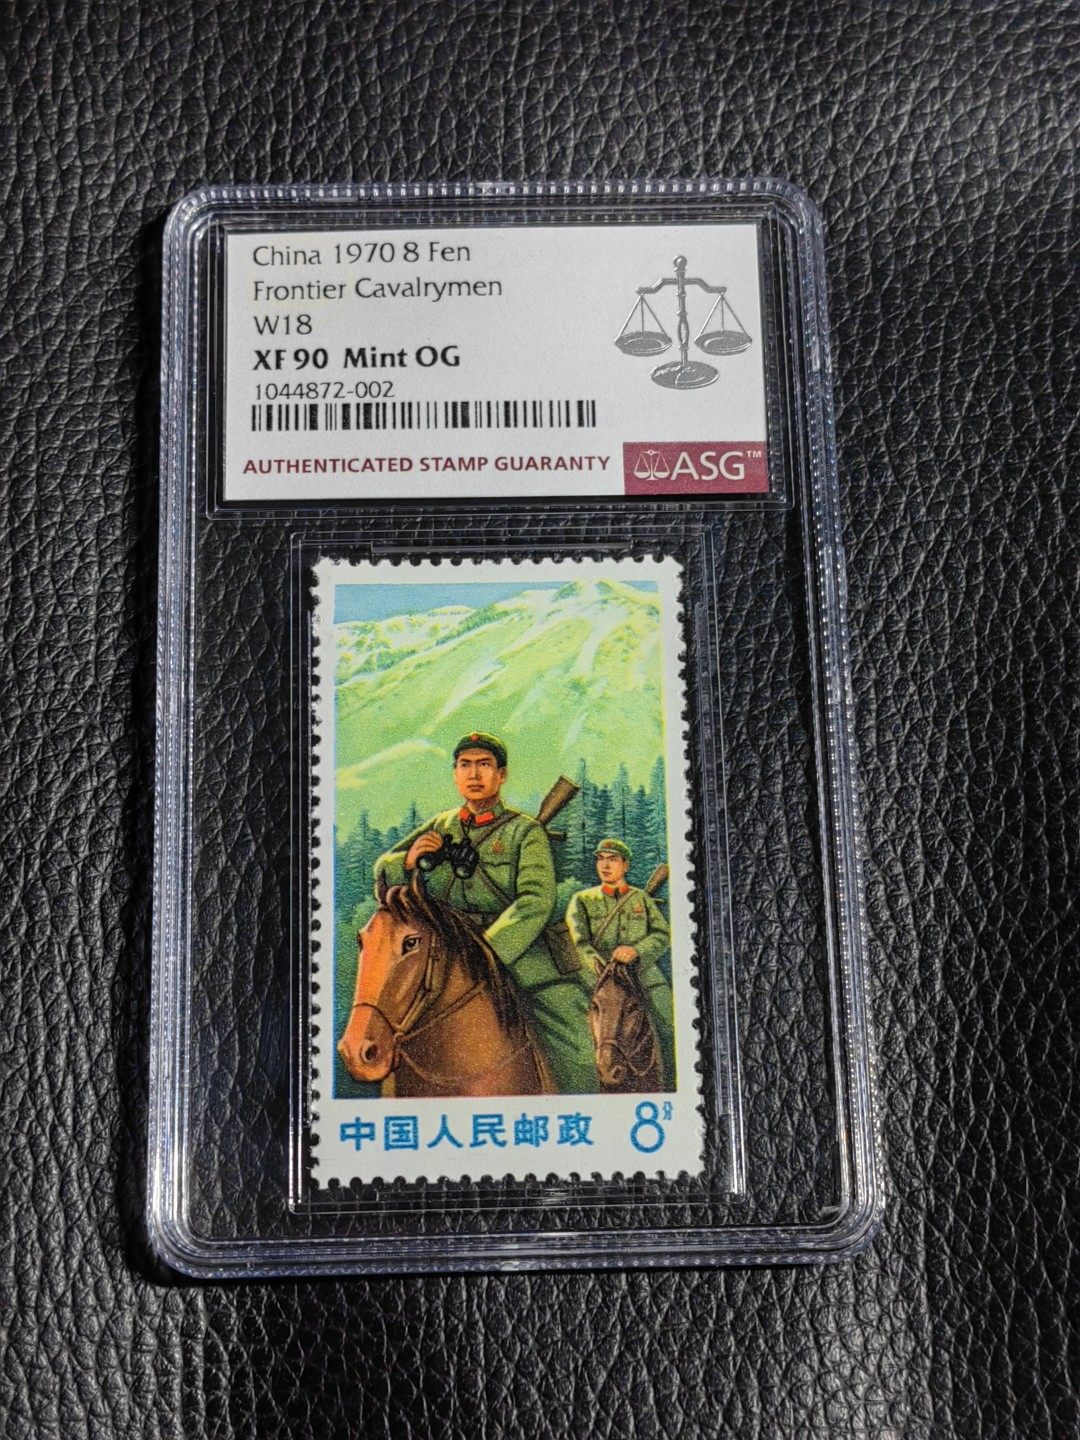 China 1970 8 Fen
Frontier Cavalrymen
W18
XF 90 Mint OG
1044872-002
AUTHENTICATED STAMP GUARANTY
ASG™
中国人民邮政 8分